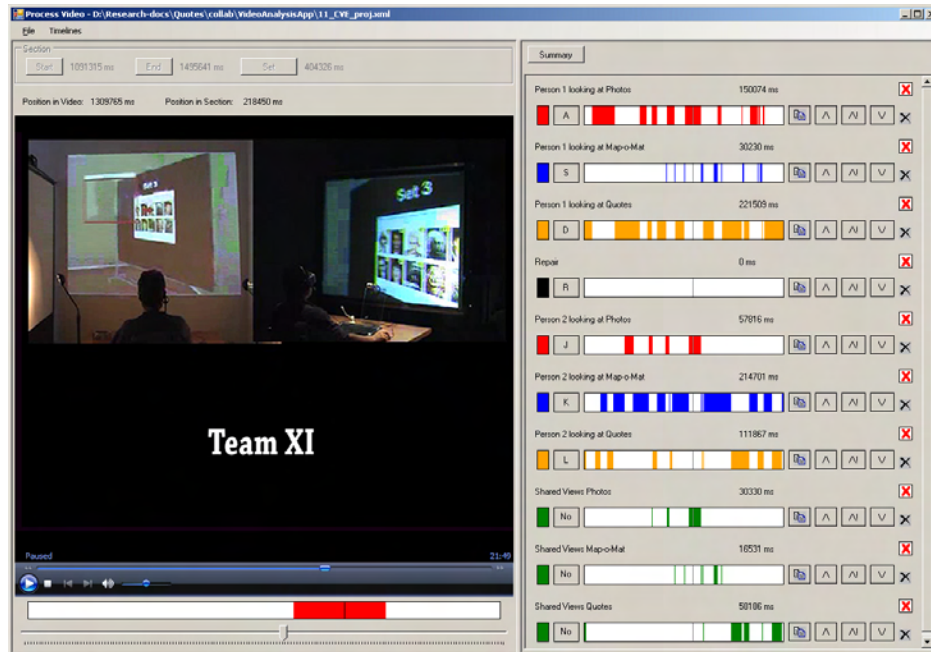 Process Video - D:\Research-docs\Quotes\collab\VideoAnalysisApp\11_CVE_proj.xml
File Timelines
Section
Start 1091315 ms End 1495641 ms Set 404326 ms
Position in Video: 1309765 ms Position in Section: 218450 ms
Set 3
Set 3
Team XI
Paused 21:49
Summary
Person 1 looking at Photos 150074 ms
A
Person 1 looking at Map-o-Mat 30230 ms
S
Person 1 looking at Quotes 221509 ms
D
Repair 0 ms
R
Person 2 looking at Photos 57816 ms
J
Person 2 looking at Map-o-Mat 214701 ms
K
Person 2 looking at Quotes 111867 ms
L
Shared Views Photos 30330 ms
No
Shared Views Map-o-Mat 16531 ms
No
Shared Views Quotes 58186 ms
No